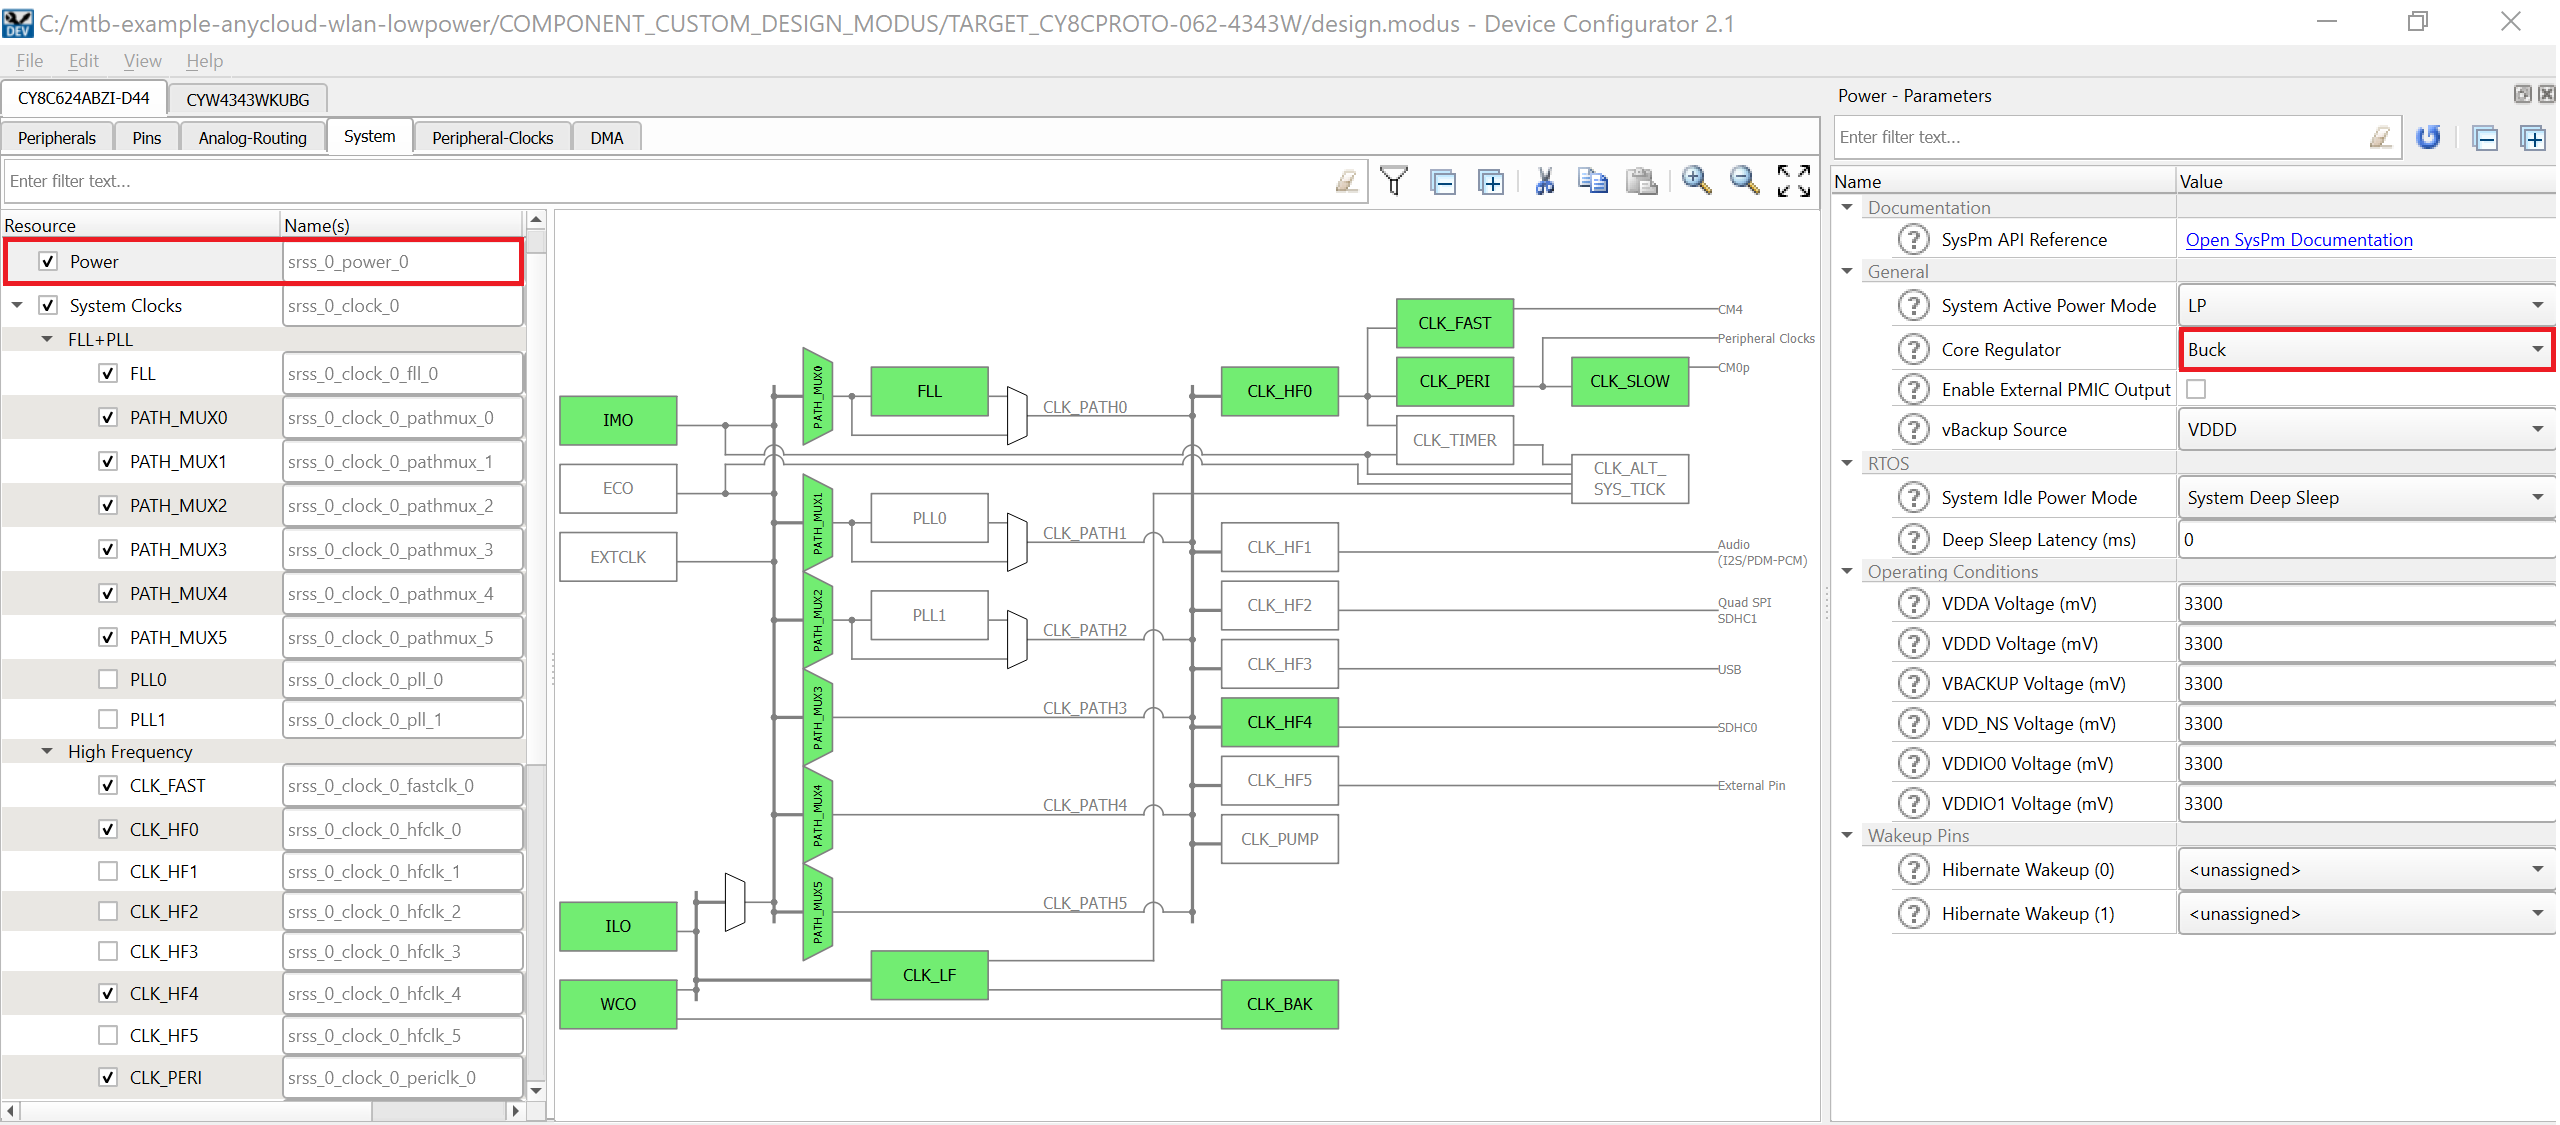 C:/mtb-example-anycloud-wlan-lowpower/COMPONENT_CUSTOM_DESIGN_MODUS/TARGET_CY8CPROTO-062-4343W/design.modus - Device Configurator 2.1
DEV
File Edit View Help
CY8C624ABZI-D44 CYW4343WKUBG
Peripherals Pins Analog-Routing System Peripheral-Clocks DMA
Enter filter text...
Resource Name(s)
Power srss_0_power_0
System Clocks srss_0_clock_0
FLL+PLL
FLL srss_0_clock_0_fll_0
PATH_MUX0 srss_0_clock_0_pathmux_0
PATH_MUX1 srss_0_clock_0_pathmux_1
PATH_MUX2 srss_0_clock_0_pathmux_2
PATH_MUX3 srss_0_clock_0_pathmux_3
PATH_MUX4 srss_0_clock_0_pathmux_4
PATH_MUX5 srss_0_clock_0_pathmux_5
PLL0 srss_0_clock_0_pll_0
PLL1 srss_0_clock_0_pll_1
High Frequency
CLK_FAST srss_0_clock_0_fastclk_0
CLK_HF0 srss_0_clock_0_hfclk_0
CLK_HF1 srss_0_clock_0_hfclk_1
CLK_HF2 srss_0_clock_0_hfclk_2
CLK_HF3 srss_0_clock_0_hfclk_3
CLK_HF4 srss_0_clock_0_hfclk_4
CLK_HF5 srss_0_clock_0_hfclk_5
CLK_PERI srss_0_clock_0_periclk_0
IMO
ECO
EXTCLK
ILO
WCO
PATH_MUX0
PATH_MUX1
PATH_MUX2
PATH_MUX3
PATH_MUX4
PATH_MUX5
FLL
PLL0
PLL1
CLK_LF
CLK_PATH0
CLK_PATH1
CLK_PATH2
CLK_PATH3
CLK_PATH4
CLK_PATH5
CLK_HF0
CLK_HF1
CLK_HF2
CLK_HF3
CLK_HF4
CLK_HF5
CLK_PUMP
CLK_BAK
CLK_FAST
CLK_PERI
CLK_TIMER
CLK_SLOW
CLK_ALT_
SYS_TICK
CM4
Peripheral Clocks
CM0p
Audio
(I2S/PDM-PCM)
Quad SPI
SDHC1
USB
SDHC0
External Pin
Power - Parameters
Enter filter text...
Name Value
Documentation
SysPm API Reference Open SysPm Documentation
General
System Active Power Mode LP
Core Regulator Buck
Enable External PMIC Output
vBackup Source VDDD
RTOS
System Idle Power Mode System Deep Sleep
Deep Sleep Latency (ms) 0
Operating Conditions
VDDA Voltage (mV) 3300
VDDD Voltage (mV) 3300
VBACKUP Voltage (mV) 3300
VDD_NS Voltage (mV) 3300
VDDIO0 Voltage (mV) 3300
VDDIO1 Voltage (mV) 3300
Wakeup Pins
Hibernate Wakeup (0) <unassigned>
Hibernate Wakeup (1) <unassigned>